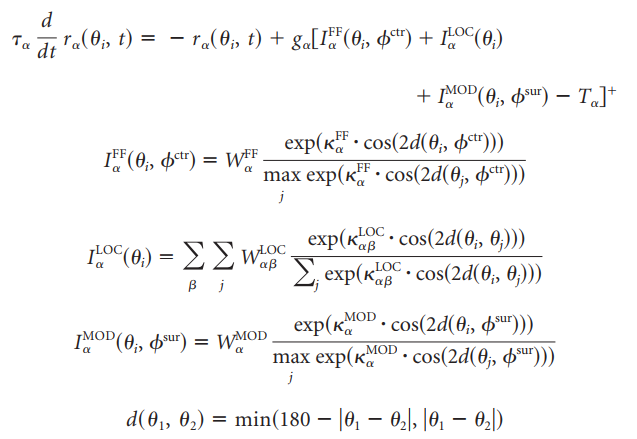 τ_α d/dt r_α(θ_i, t) = − r_α(θ_i, t) + g_α[I_α^FF(θ_i, ϕ^ctr) + I_α^LOC(θ_i)
+ I_α^MOD(θ_i, ϕ^sur) − T_α]^+
I_α^FF(θ_i, ϕ^ctr) = W_α^FF exp(κ_α^FF · cos(2d(θ_i, ϕ^ctr))) / max_j exp(κ_α^FF · cos(2d(θ_j, ϕ^ctr)))
I_α^LOC(θ_i) = ∑_β ∑_j W_αβ^LOC exp(κ_αβ^LOC · cos(2d(θ_i, θ_j))) / ∑_j exp(κ_αβ^LOC · cos(2d(θ_i, θ_j)))
I_α^MOD(θ_i, ϕ^sur) = W_α^MOD exp(κ_α^MOD · cos(2d(θ_i, ϕ^sur))) / max_j exp(κ_α^MOD · cos(2d(θ_j, ϕ^sur)))
d(θ_1, θ_2) = min(180 − |θ_1 − θ_2|, |θ_1 − θ_2|)